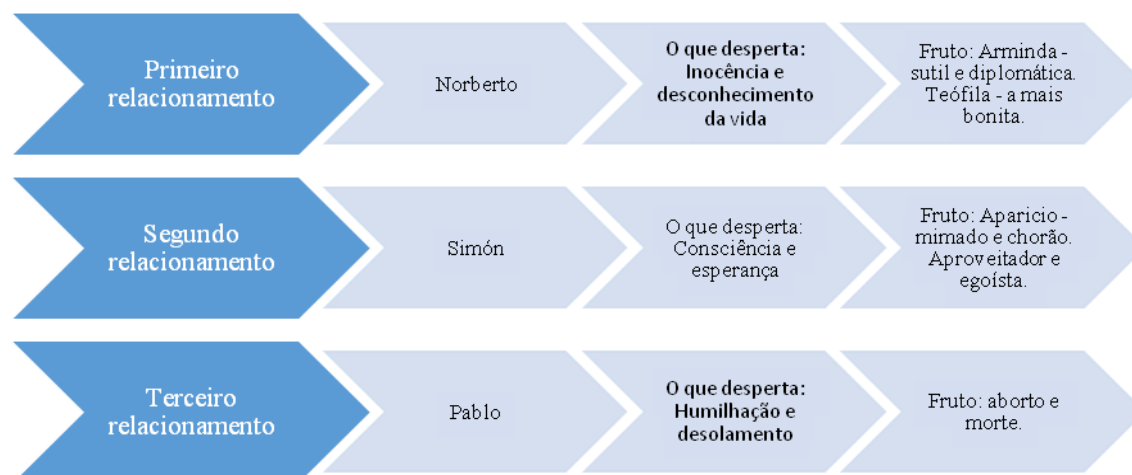 Primeiro
relacionamento
Norberto
O que desperta:
Inocência e
desconhecimento
da vida
Fruto: Arminda -
sutil e diplomática.
Teófila - a mais
bonita.
Segundo
relacionamento
Simón
O que desperta:
Consciência e
esperança
Fruto: Aparicio -
mimado e chorão.
Aproveitador e
egoísta.
Terceiro
relacionamento
Pablo
O que desperta:
Humilhação e
desolamento
Fruto: aborto e
morte.